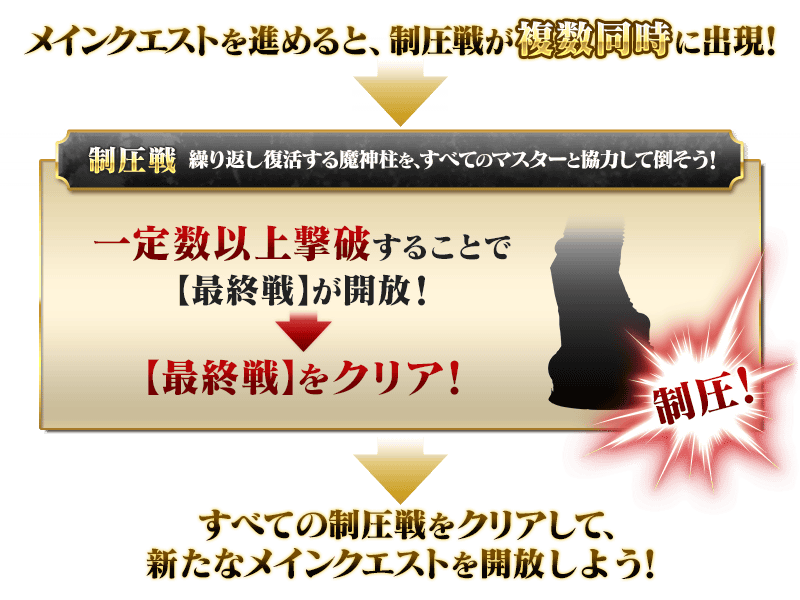 メインクエストを進めると、制圧戦が複数同時に出現!
制圧戦 繰り返し復活する魔神柱を、すべてのマスターと協力して倒そう!
一定数以上撃破することで
【最終戦】が開放!
【最終戦】をクリア!
制圧!
すべての制圧戦をクリアして、
新たなメインクエストを開放しよう!